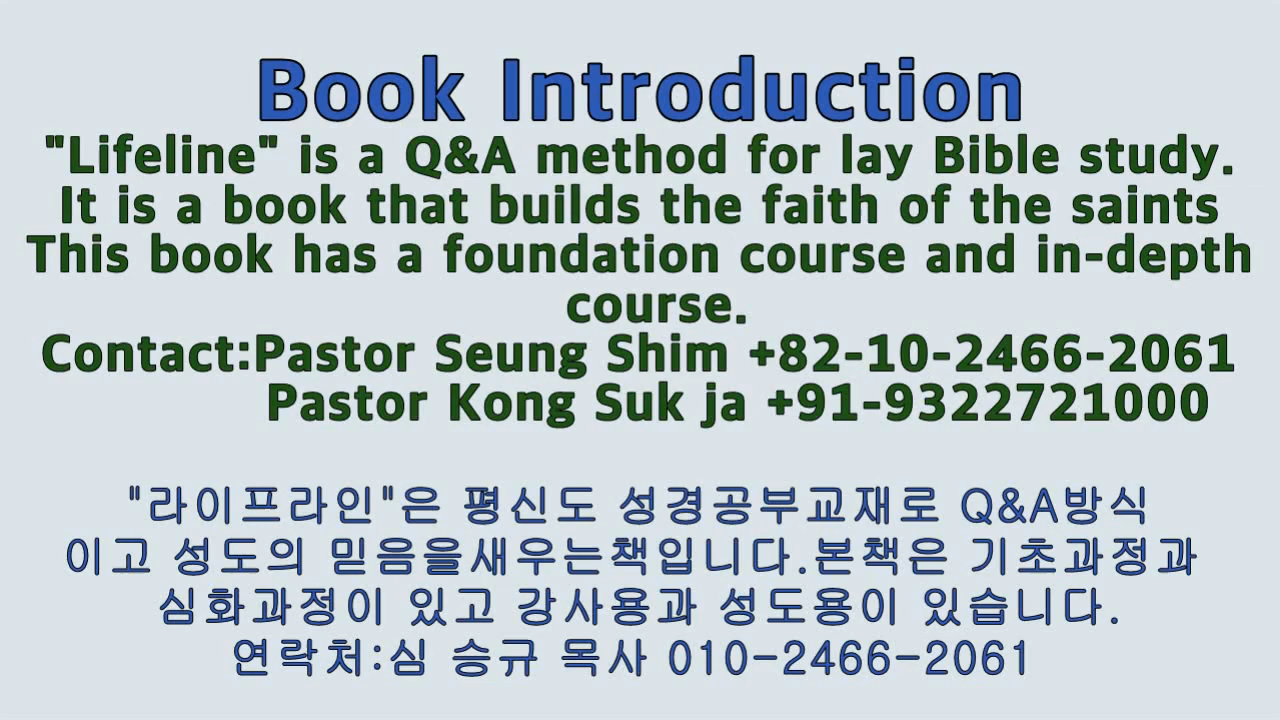 Book Introduction
"Lifeline" is a Q&A method for lay Bible study.
It is a book that builds the faith of the saints
This book has a foundation course and in-depth
course.
Contact:Pastor Seung Shim +82-10-2466-2061
Pastor Kong Suk ja +91-9322721000
"라이프라인"은 평신도 성경공부교재로 Q&A방식
이고 성도의 믿음을새우는책입니다.본책은 기초과정과
심화과정이 있고 강사용과 성도용이 있습니다.
연락처:심 승규 목사 010-2466-2061